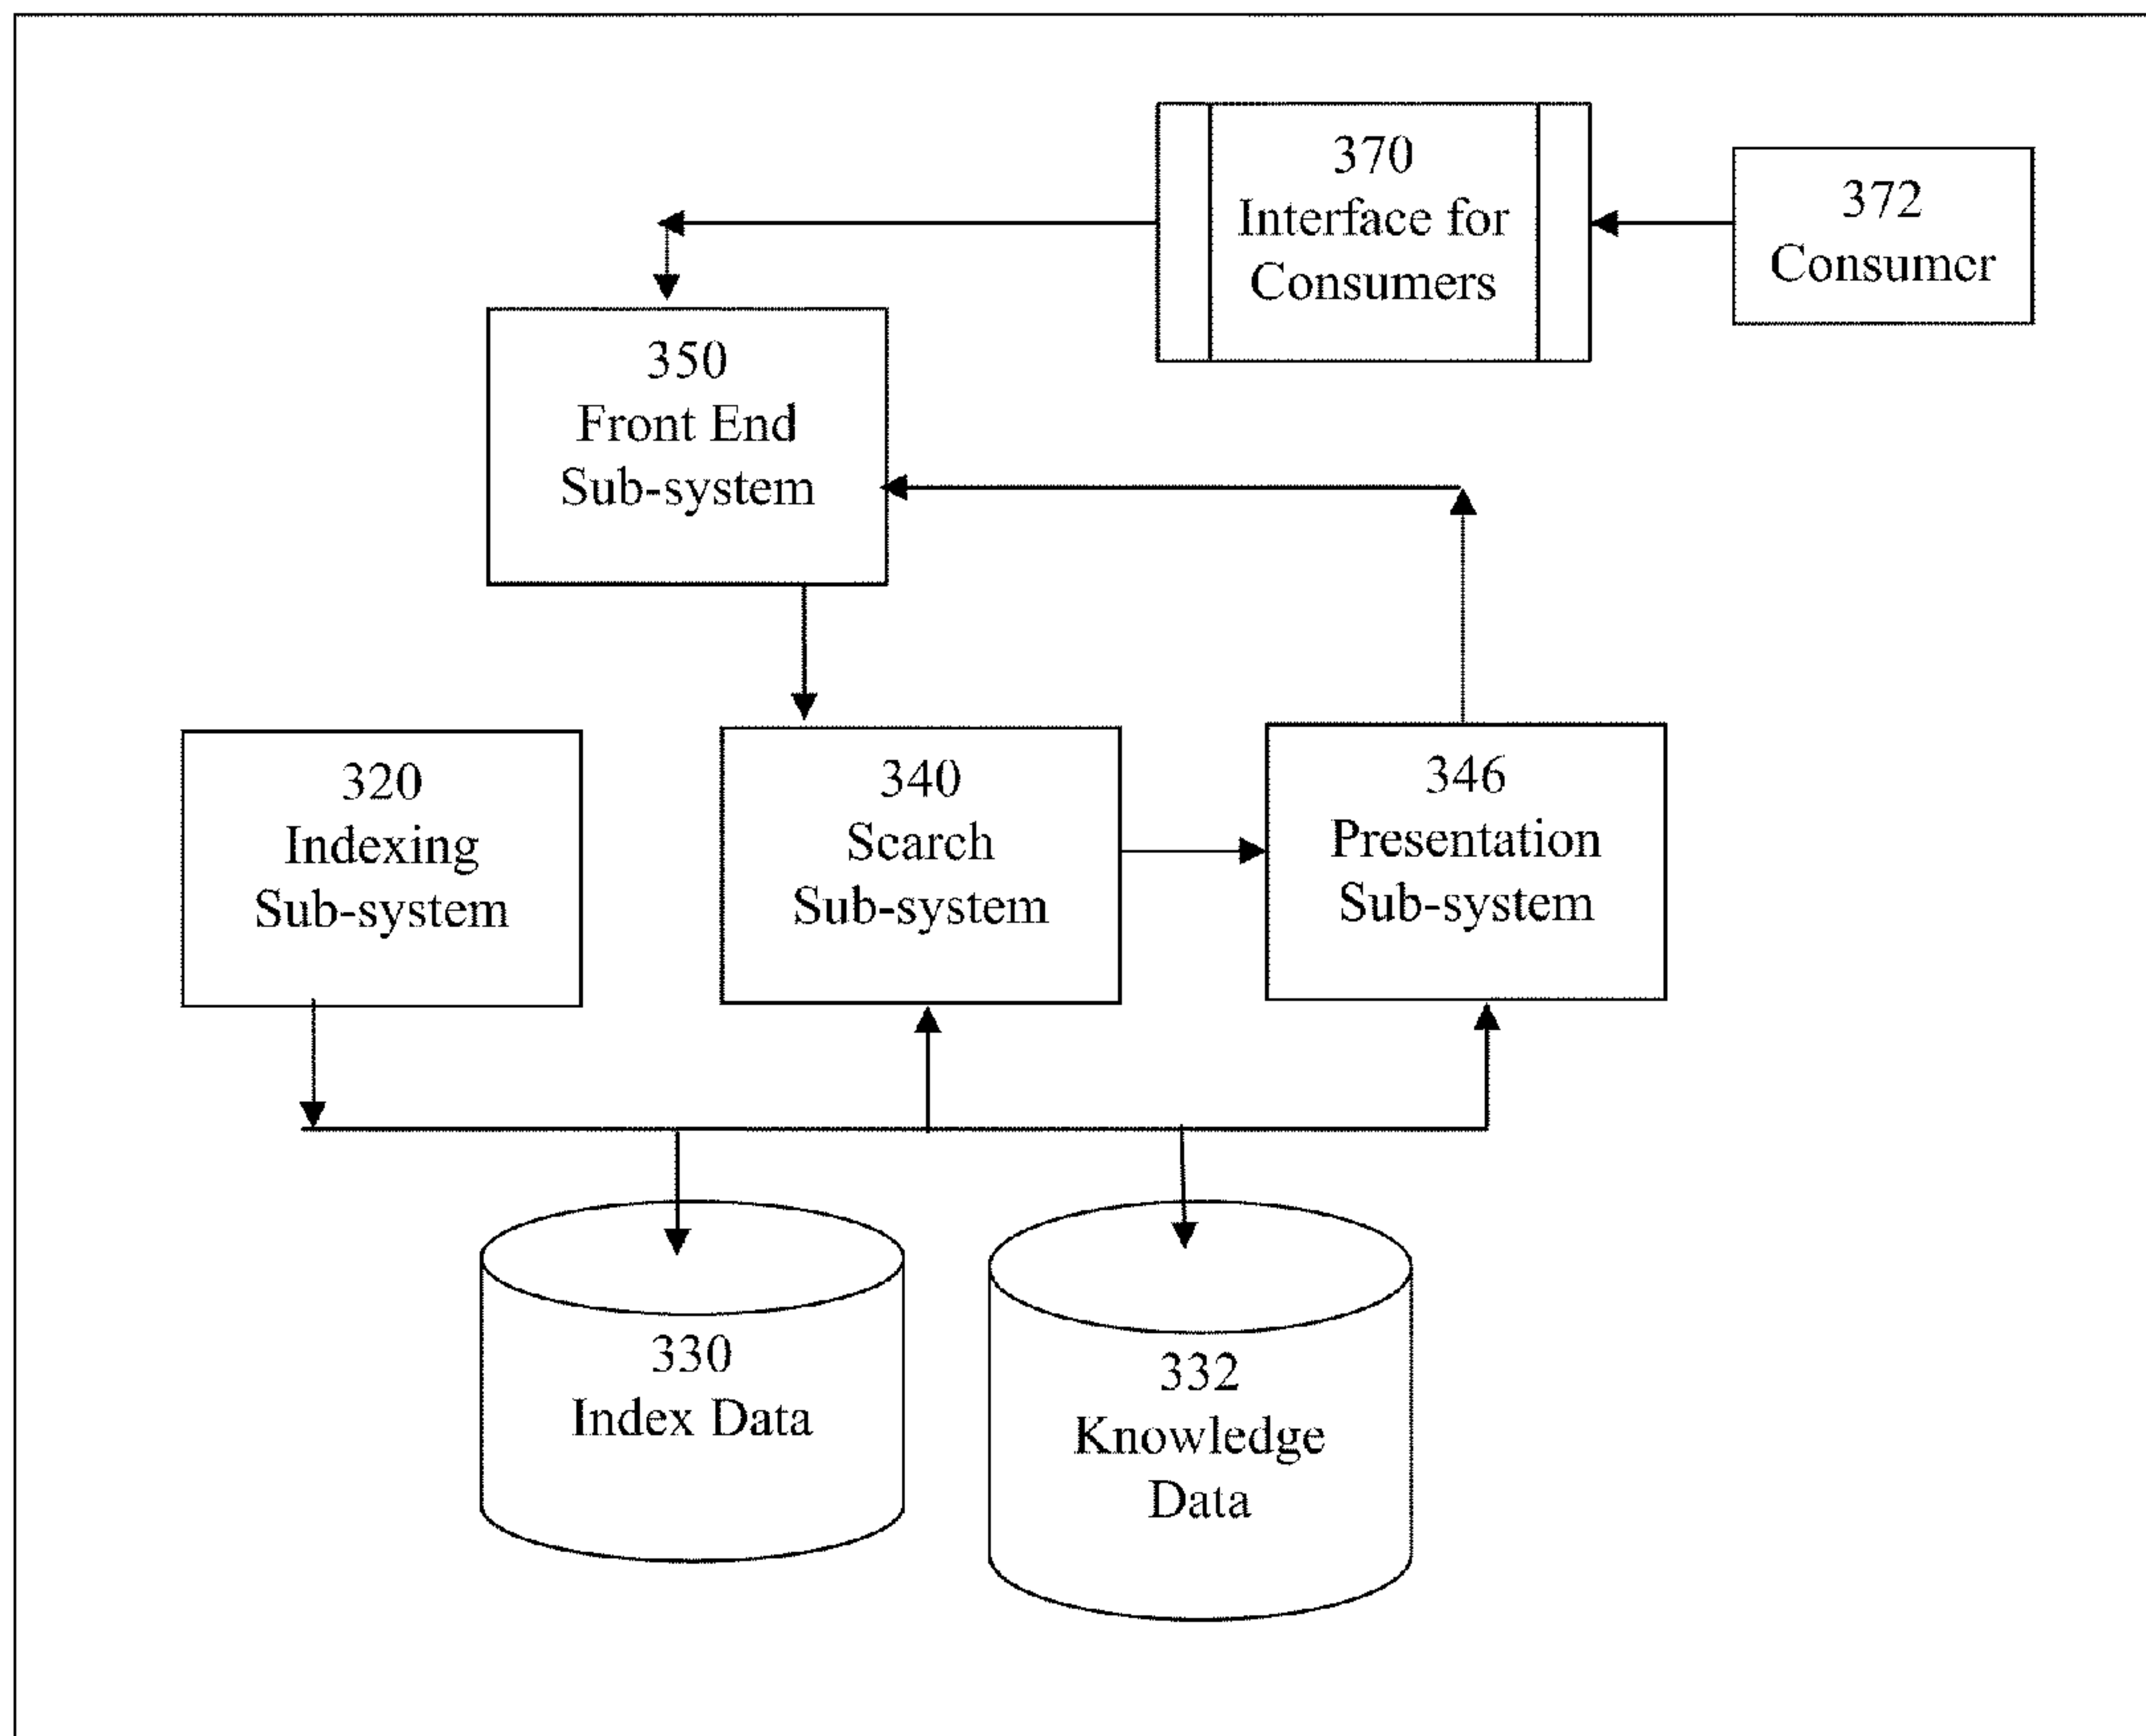 370
Interface for
Consumers
372
Consumer
350
Front End
Sub-system
320
Indexing
Sub-system
340
Search
Sub-system
346
Presentation
Sub-system
330
Index Data
332
Knowledge
Data